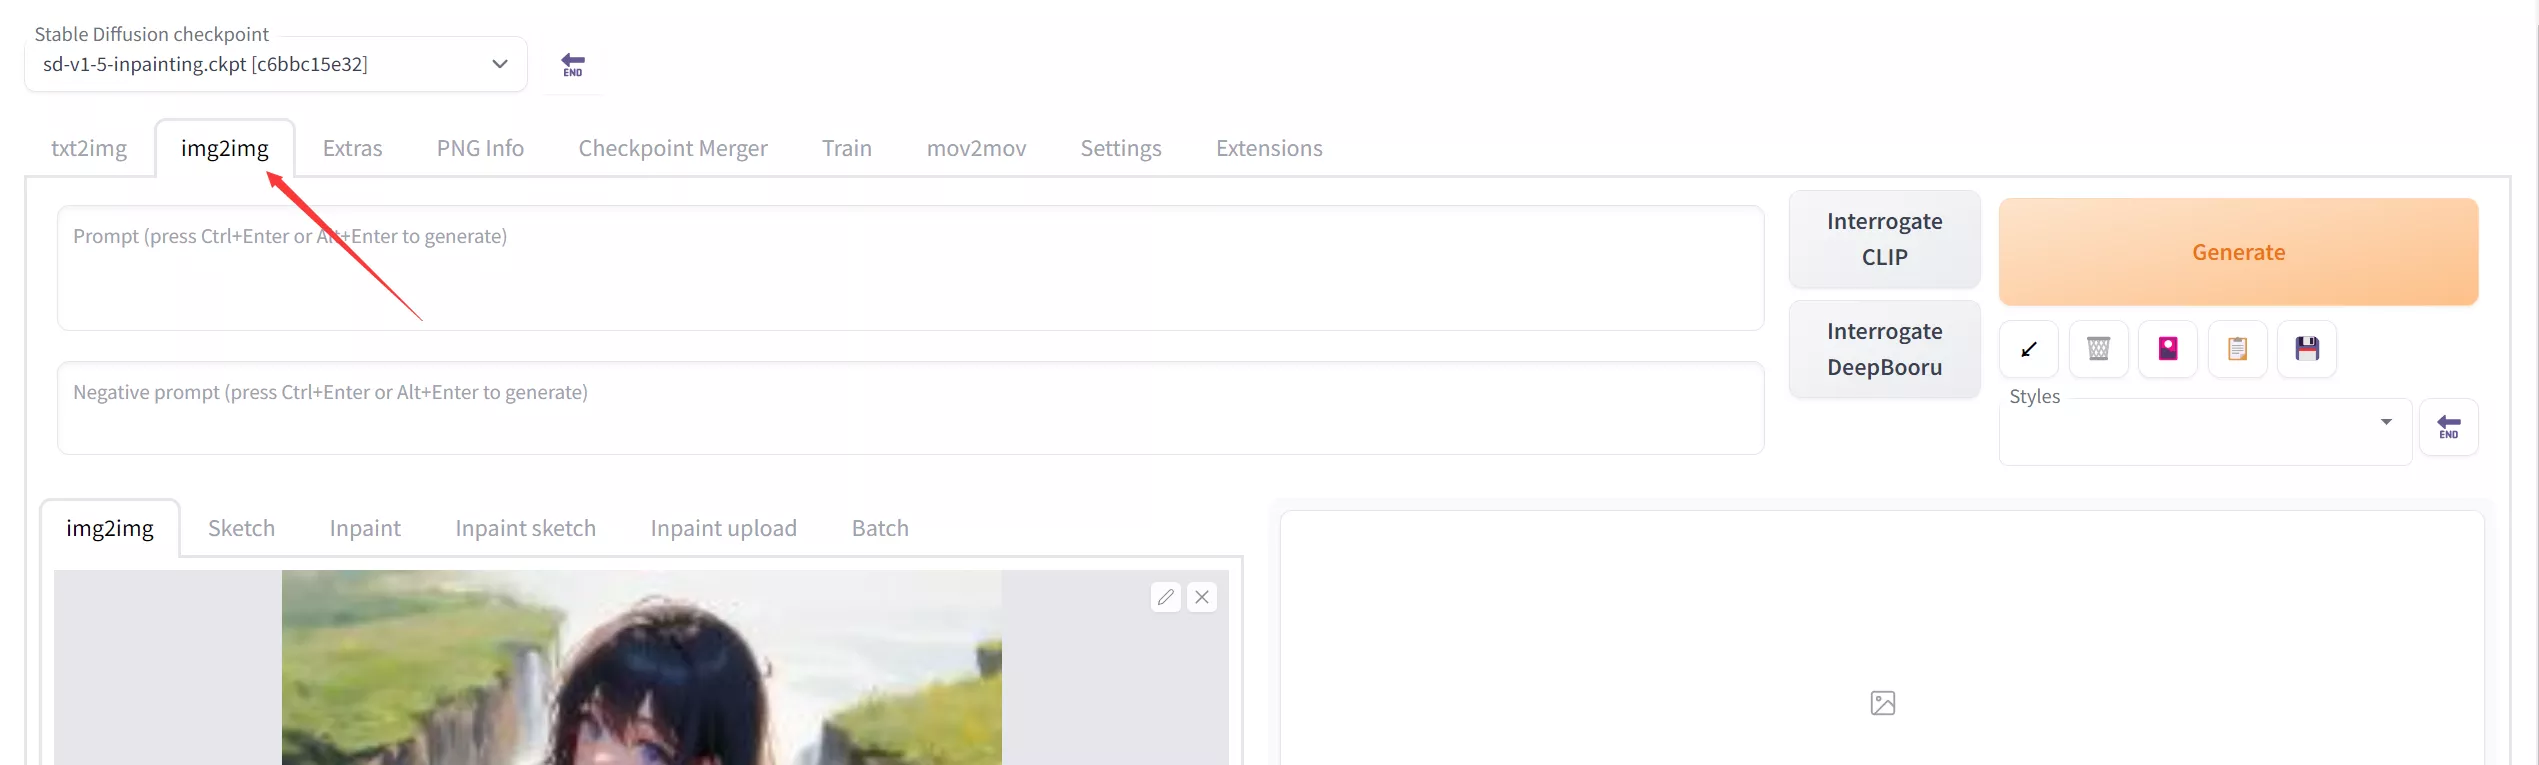 Stable Diffusion checkpoint
sd-v1-5-inpainting.ckpt [c6bbc15e32]
END
txt2img img2img Extras PNG Info Checkpoint Merger Train mov2mov Settings Extensions
Prompt (press Ctrl+Enter or Alt+Enter to generate)
Interrogate
CLIP
Generate
Negative prompt (press Ctrl+Enter or Alt+Enter to generate)
Interrogate
DeepBooru
Styles
END
img2img Sketch Inpaint Inpaint sketch Inpaint upload Batch